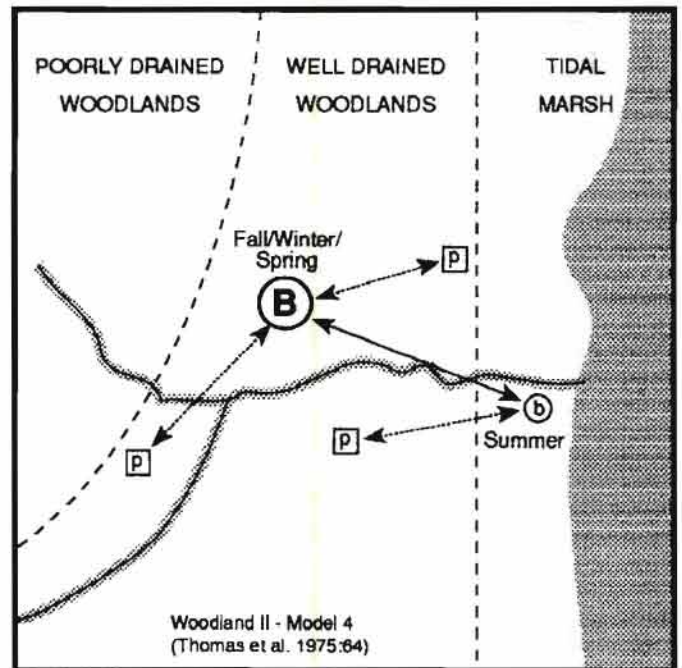 POORLY DRAINED
WOODLANDS
WELL DRAINED
WOODLANDS
TIDAL
MARSH
Fall/Winter/
Spring
B
p
b
Summer
p
p
Woodland II - Model 4
(Thomas et al. 1975:64)